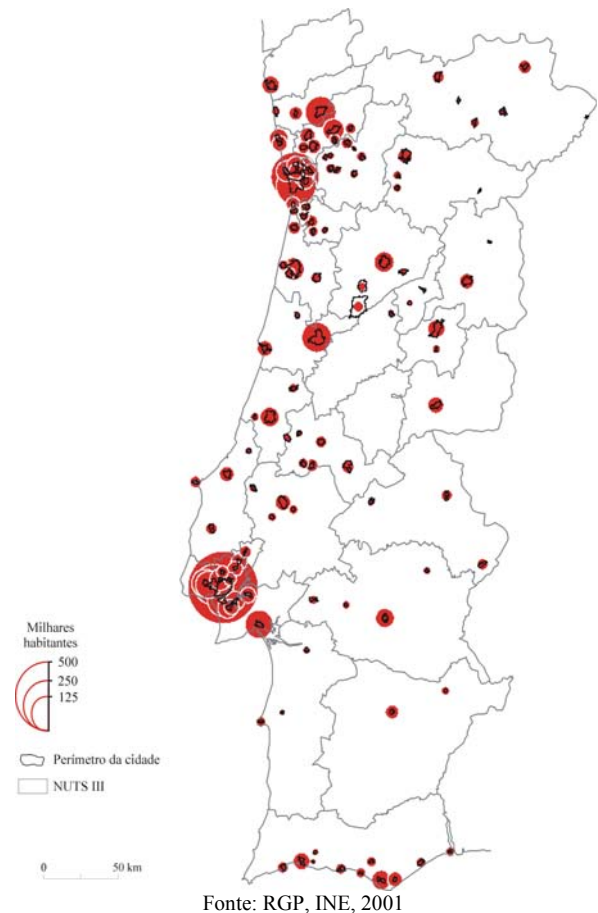 Milhares
habitantes
500
250
125
Perímetro da cidade
NUTS III
0 50 km
Fonte: RGP, INE, 2001